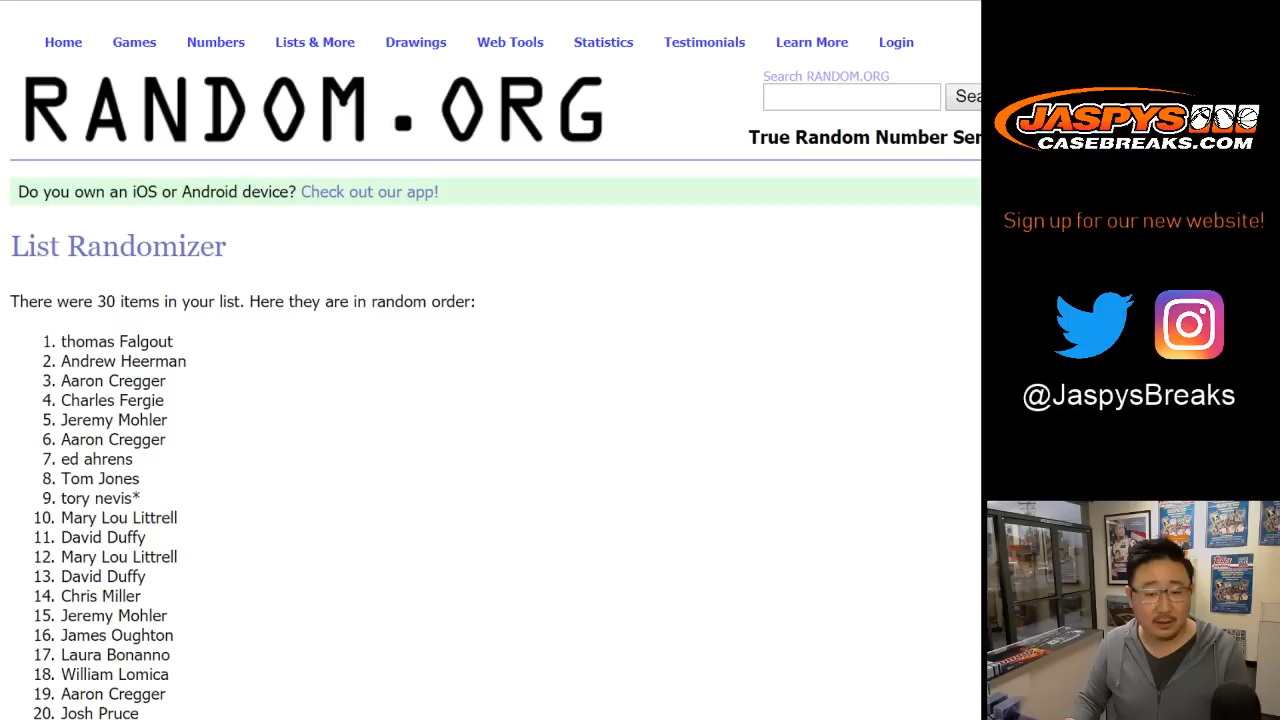 Home Games Numbers Lists & More Drawings Web Tools Statistics Testimonials Learn More Login
RANDOM.ORG
Search RANDOM.ORG
Sea
True Random Number Ser
Do you own an iOS or Android device? Check out our app!
List Randomizer
There were 30 items in your list. Here they are in random order:
1. thomas Falgout
2. Andrew Heerman
3. Aaron Cregger
4. Charles Fergie
5. Jeremy Mohler
6. Aaron Cregger
7. ed ahrens
8. Tom Jones
9. tory nevis*
10. Mary Lou Littrell
11. David Duffy
12. Mary Lou Littrell
13. David Duffy
14. Chris Miller
15. Jeremy Mohler
16. James Oughton
17. Laura Bonanno
18. William Lomica
19. Aaron Cregger
20. Josh Pruce
JASPYS
CASEBREAKS.COM
Sign up for our new website!
@JaspysBreaks